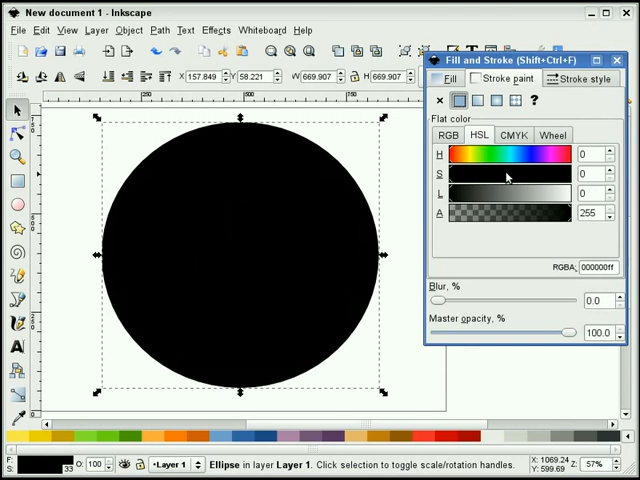 New document 1 - Inkscape
File Edit View Layer Object Path Text Effects Whiteboard Help
X 157.849 Y 58.221 W 669.907 H 669.907
Fill and Stroke (Shift+Ctrl+F)
Fill Stroke paint Stroke style
?
Flat color
RGB HSL CMYK Wheel
H 0
S 0
L 0
A 255
RGBA: 000000ff
Blur, %
0.0
Master opacity, %
100.0
250 500 750
F:
S: 33
O: 100
Layer 1
Ellipse in layer Layer 1. Click selection to toggle scale/rotation handles.
X: 1069.24
Y: 599.69
Z: 57%